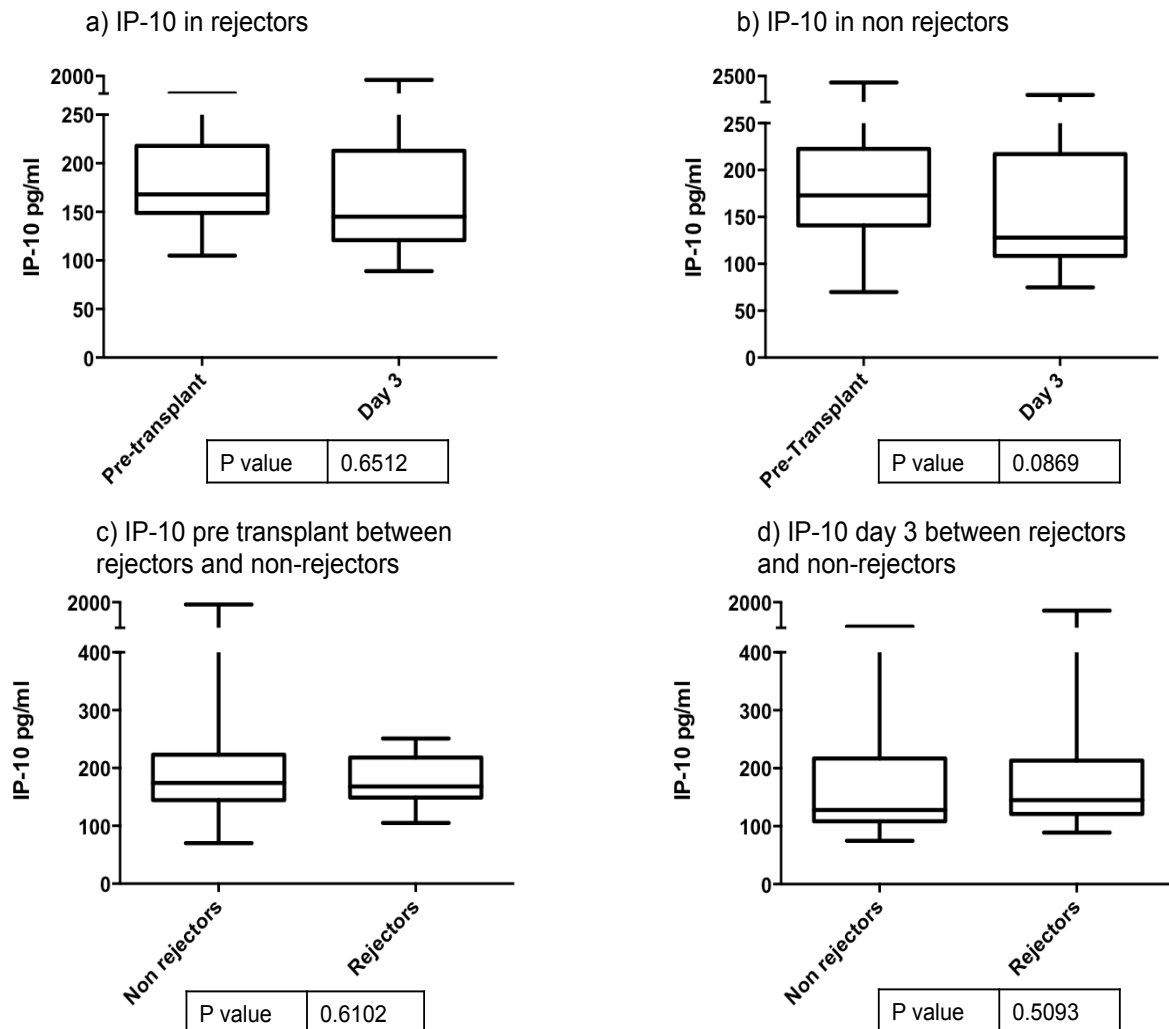 a) IP-10 in rejectors
2000
250
200
150
100
50
0
IP-10 pg/ml
Pre-transplant
Day 3
P value 0.6512
b) IP-10 in non rejectors
2500
250
200
150
100
50
0
IP-10 pg/ml
Pre-Transplant
Day 3
P value 0.0869
c) IP-10 pre transplant between
rejectors and non-rejectors
2000
400
300
200
100
0
IP-10 pg/ml
Non rejectors
Rejectors
P value 0.6102
d) IP-10 day 3 between rejectors
and non-rejectors
2000
400
300
200
100
0
IP-10 pg/ml
Non rejectors
Rejectors
P value 0.5093